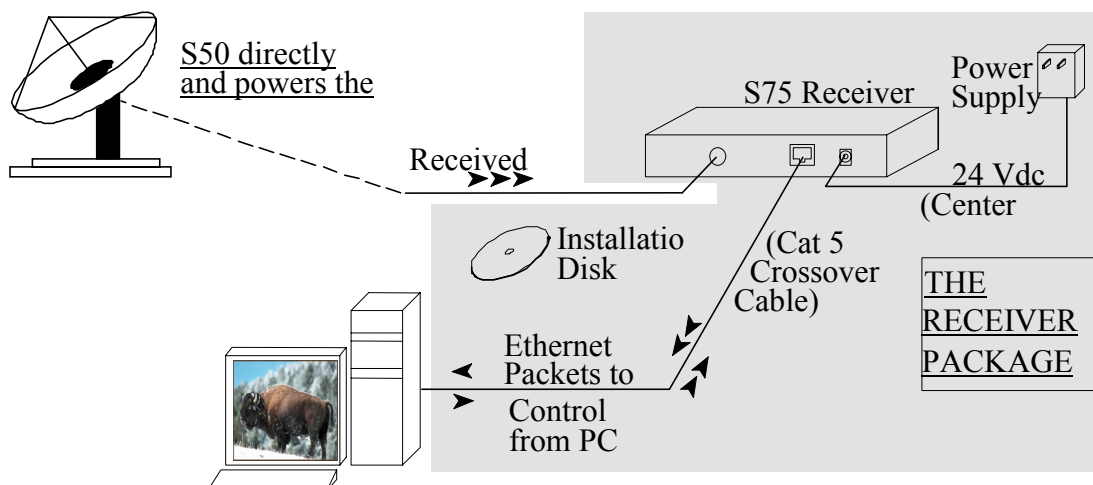 S50 directly
and powers the
Power
Supply
S75 Receiver
Received
24 Vdc
(Center
Installatio
Disk
(Cat 5
Crossover
Cable)
THE
RECEIVER
PACKAGE
Ethernet
Packets to
Control
from PC